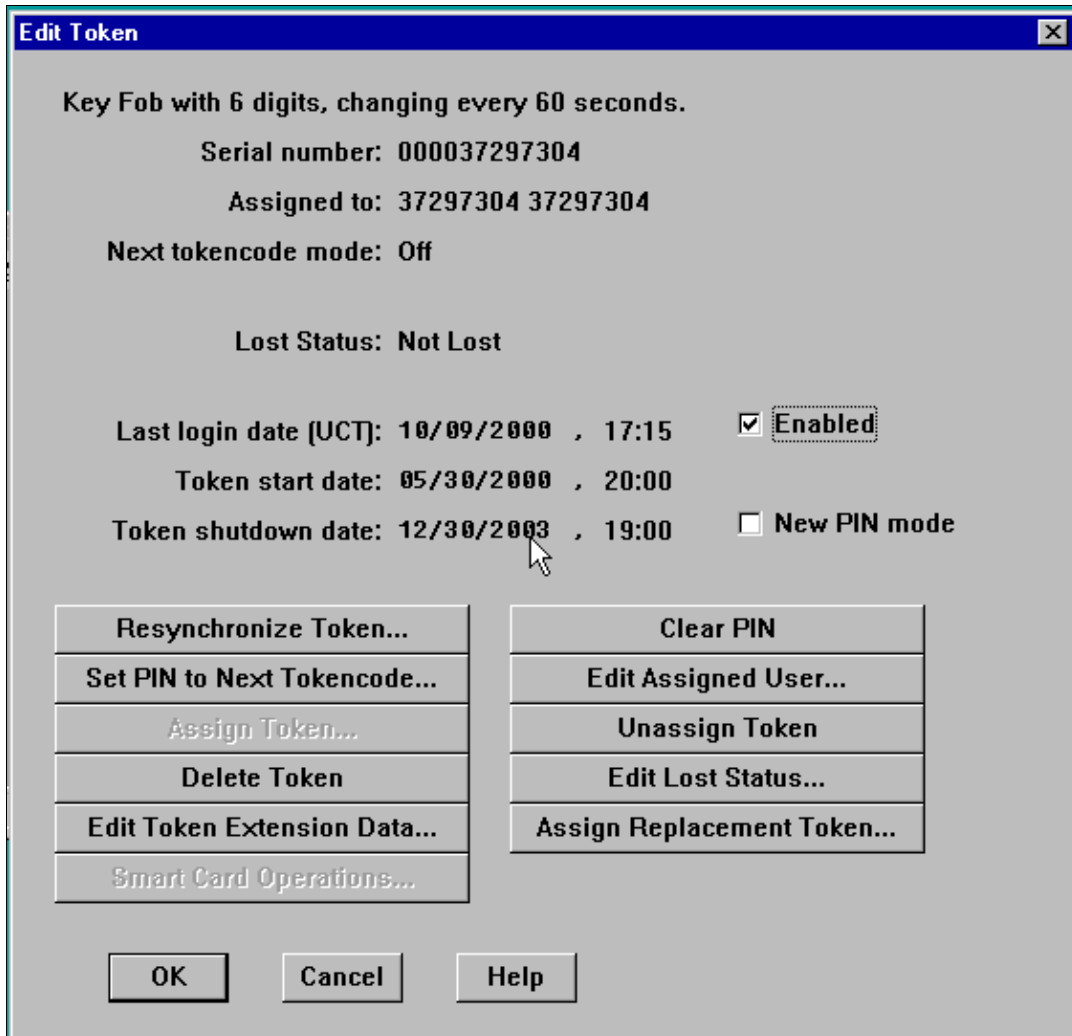 Edit Token
Key Fob with 6 digits, changing every 60 seconds.
Serial number: 000037297304
Assigned to: 37297304 37297304
Next tokencode mode: Off
Lost Status: Not Lost
Last login date (UCT): 10/09/2000 , 17:15 Enabled
Token start date: 05/30/2000 , 20:00
Token shutdown date: 12/30/2003 , 19:00 New PIN mode
Resynchronize Token... Clear PIN
Set PIN to Next Tokencode... Edit Assigned User...
Assign Token... Unassign Token
Delete Token Edit Lost Status...
Edit Token Extension Data... Assign Replacement Token...
Smart Card Operations...
OK Cancel Help